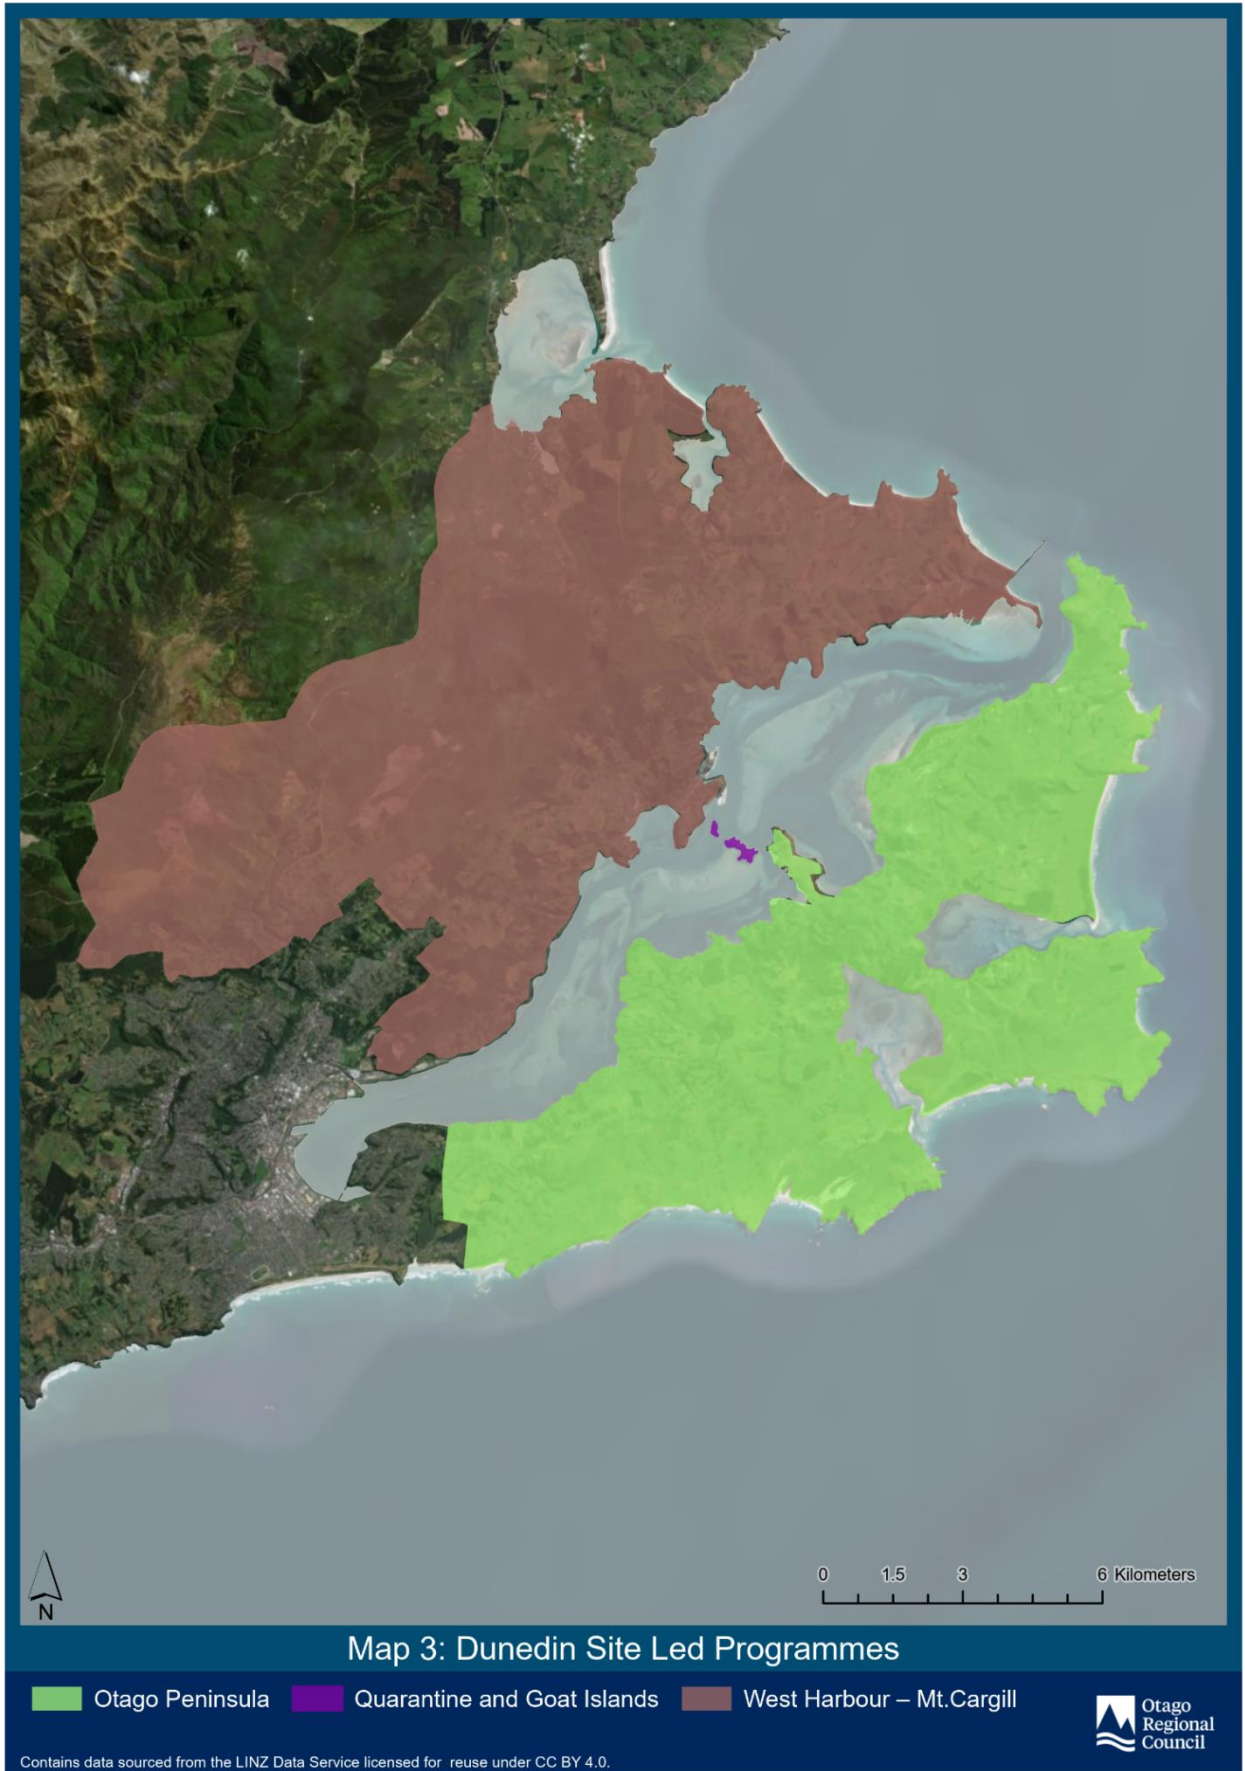 0 1.5 3 6 Kilometers
N
Map 3: Dunedin Site Led Programmes
Otago Peninsula Quarantine and Goat Islands West Harbour – Mt.Cargill
Otago
Regional
Council
Contains data sourced from the LINZ Data Service licensed for reuse under CC BY 4.0.